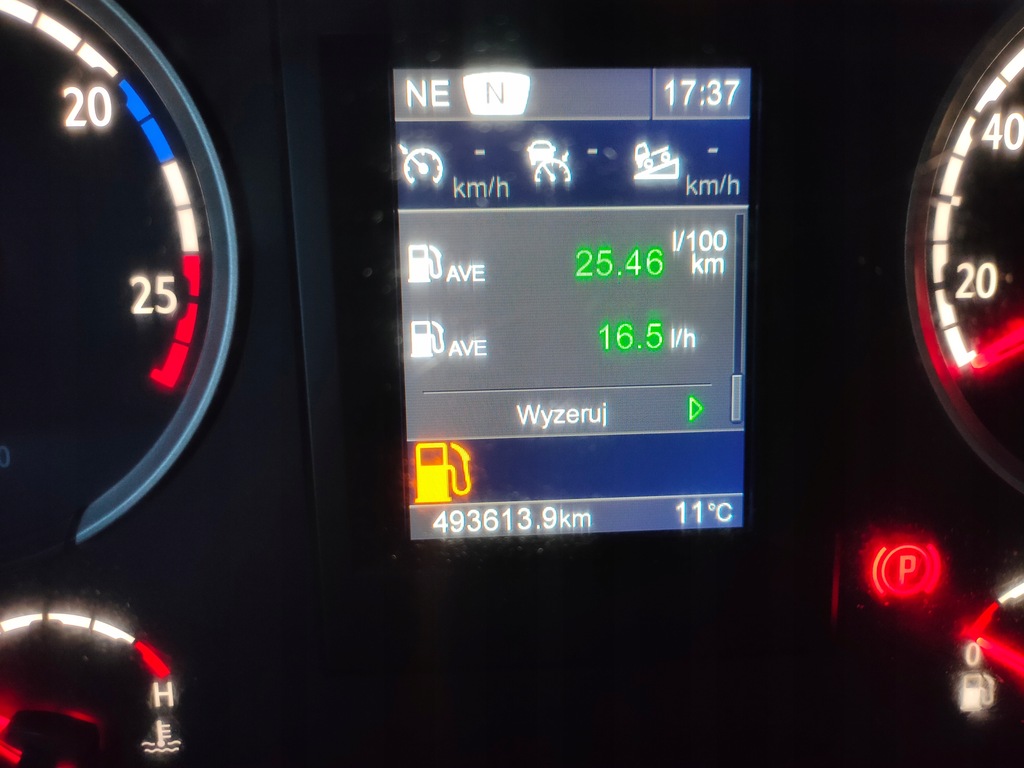 20
25
NE N 17:37
- - -
km/h km/h
AVE 25.46 l/100 km
AVE 16.5 l/h
Wyzeruj
493613.9km 11°C
40
20
P
H
0